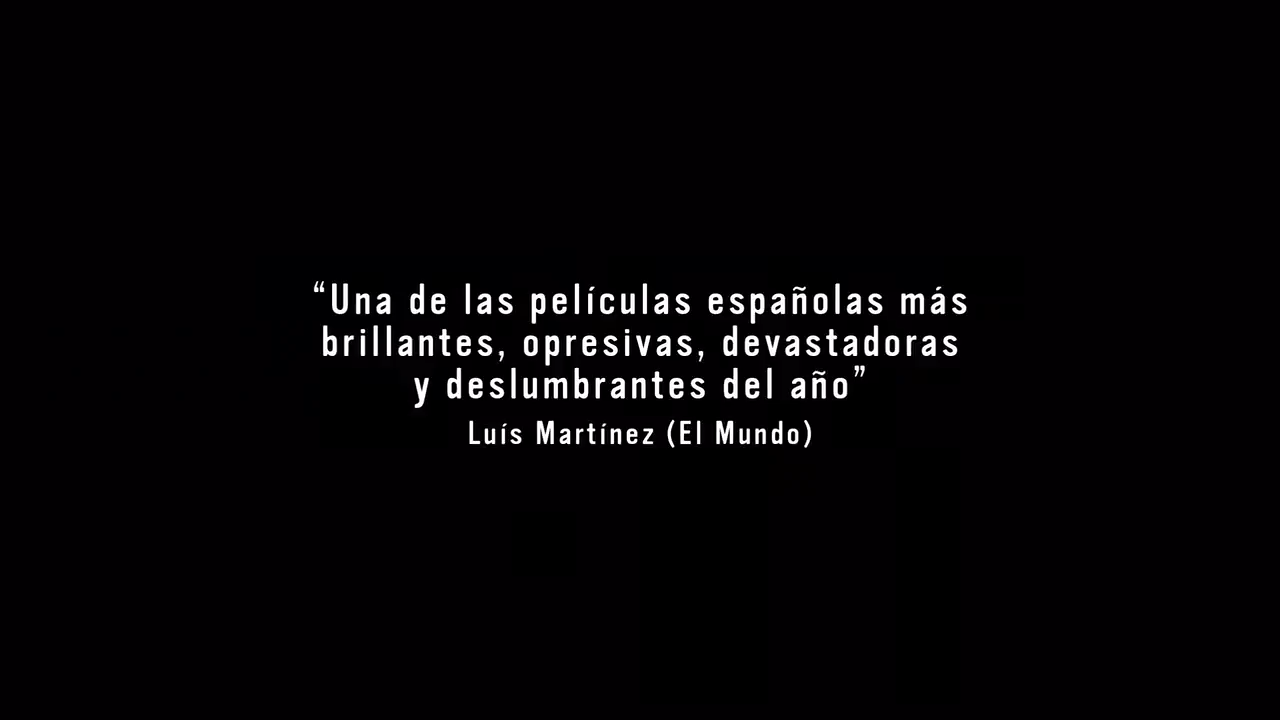 “Una de las películas españolas más
brillantes, opresivas, devastadoras
y deslumbrantes del año”
Luís Martínez (El Mundo)